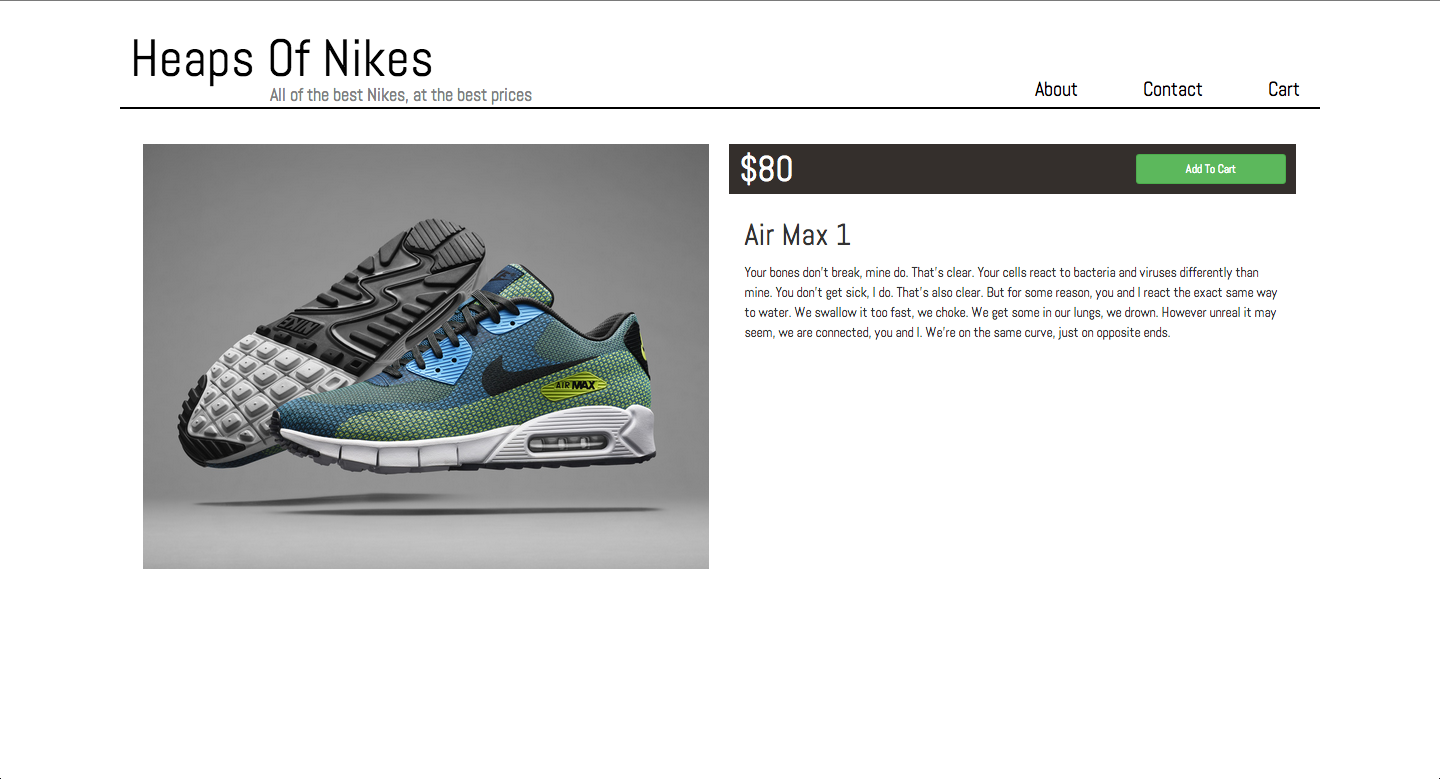 Heaps Of Nikes
All of the best Nikes, at the best prices
About
Contact
Cart
$80
Add To Cart
Air Max 1
Your bones don't break, mine do. That's clear. Your cells react to bacteria and viruses differently than
mine. You don't get sick, I do. That's also clear. But for some reason, you and I react the exact same way
to water. We swallow it too fast, we choke. We get some in our lungs, we drown. However unreal it may
seem, we are connected, you and I. We're on the same curve, just on opposite ends.
NIKE
AIR MAX